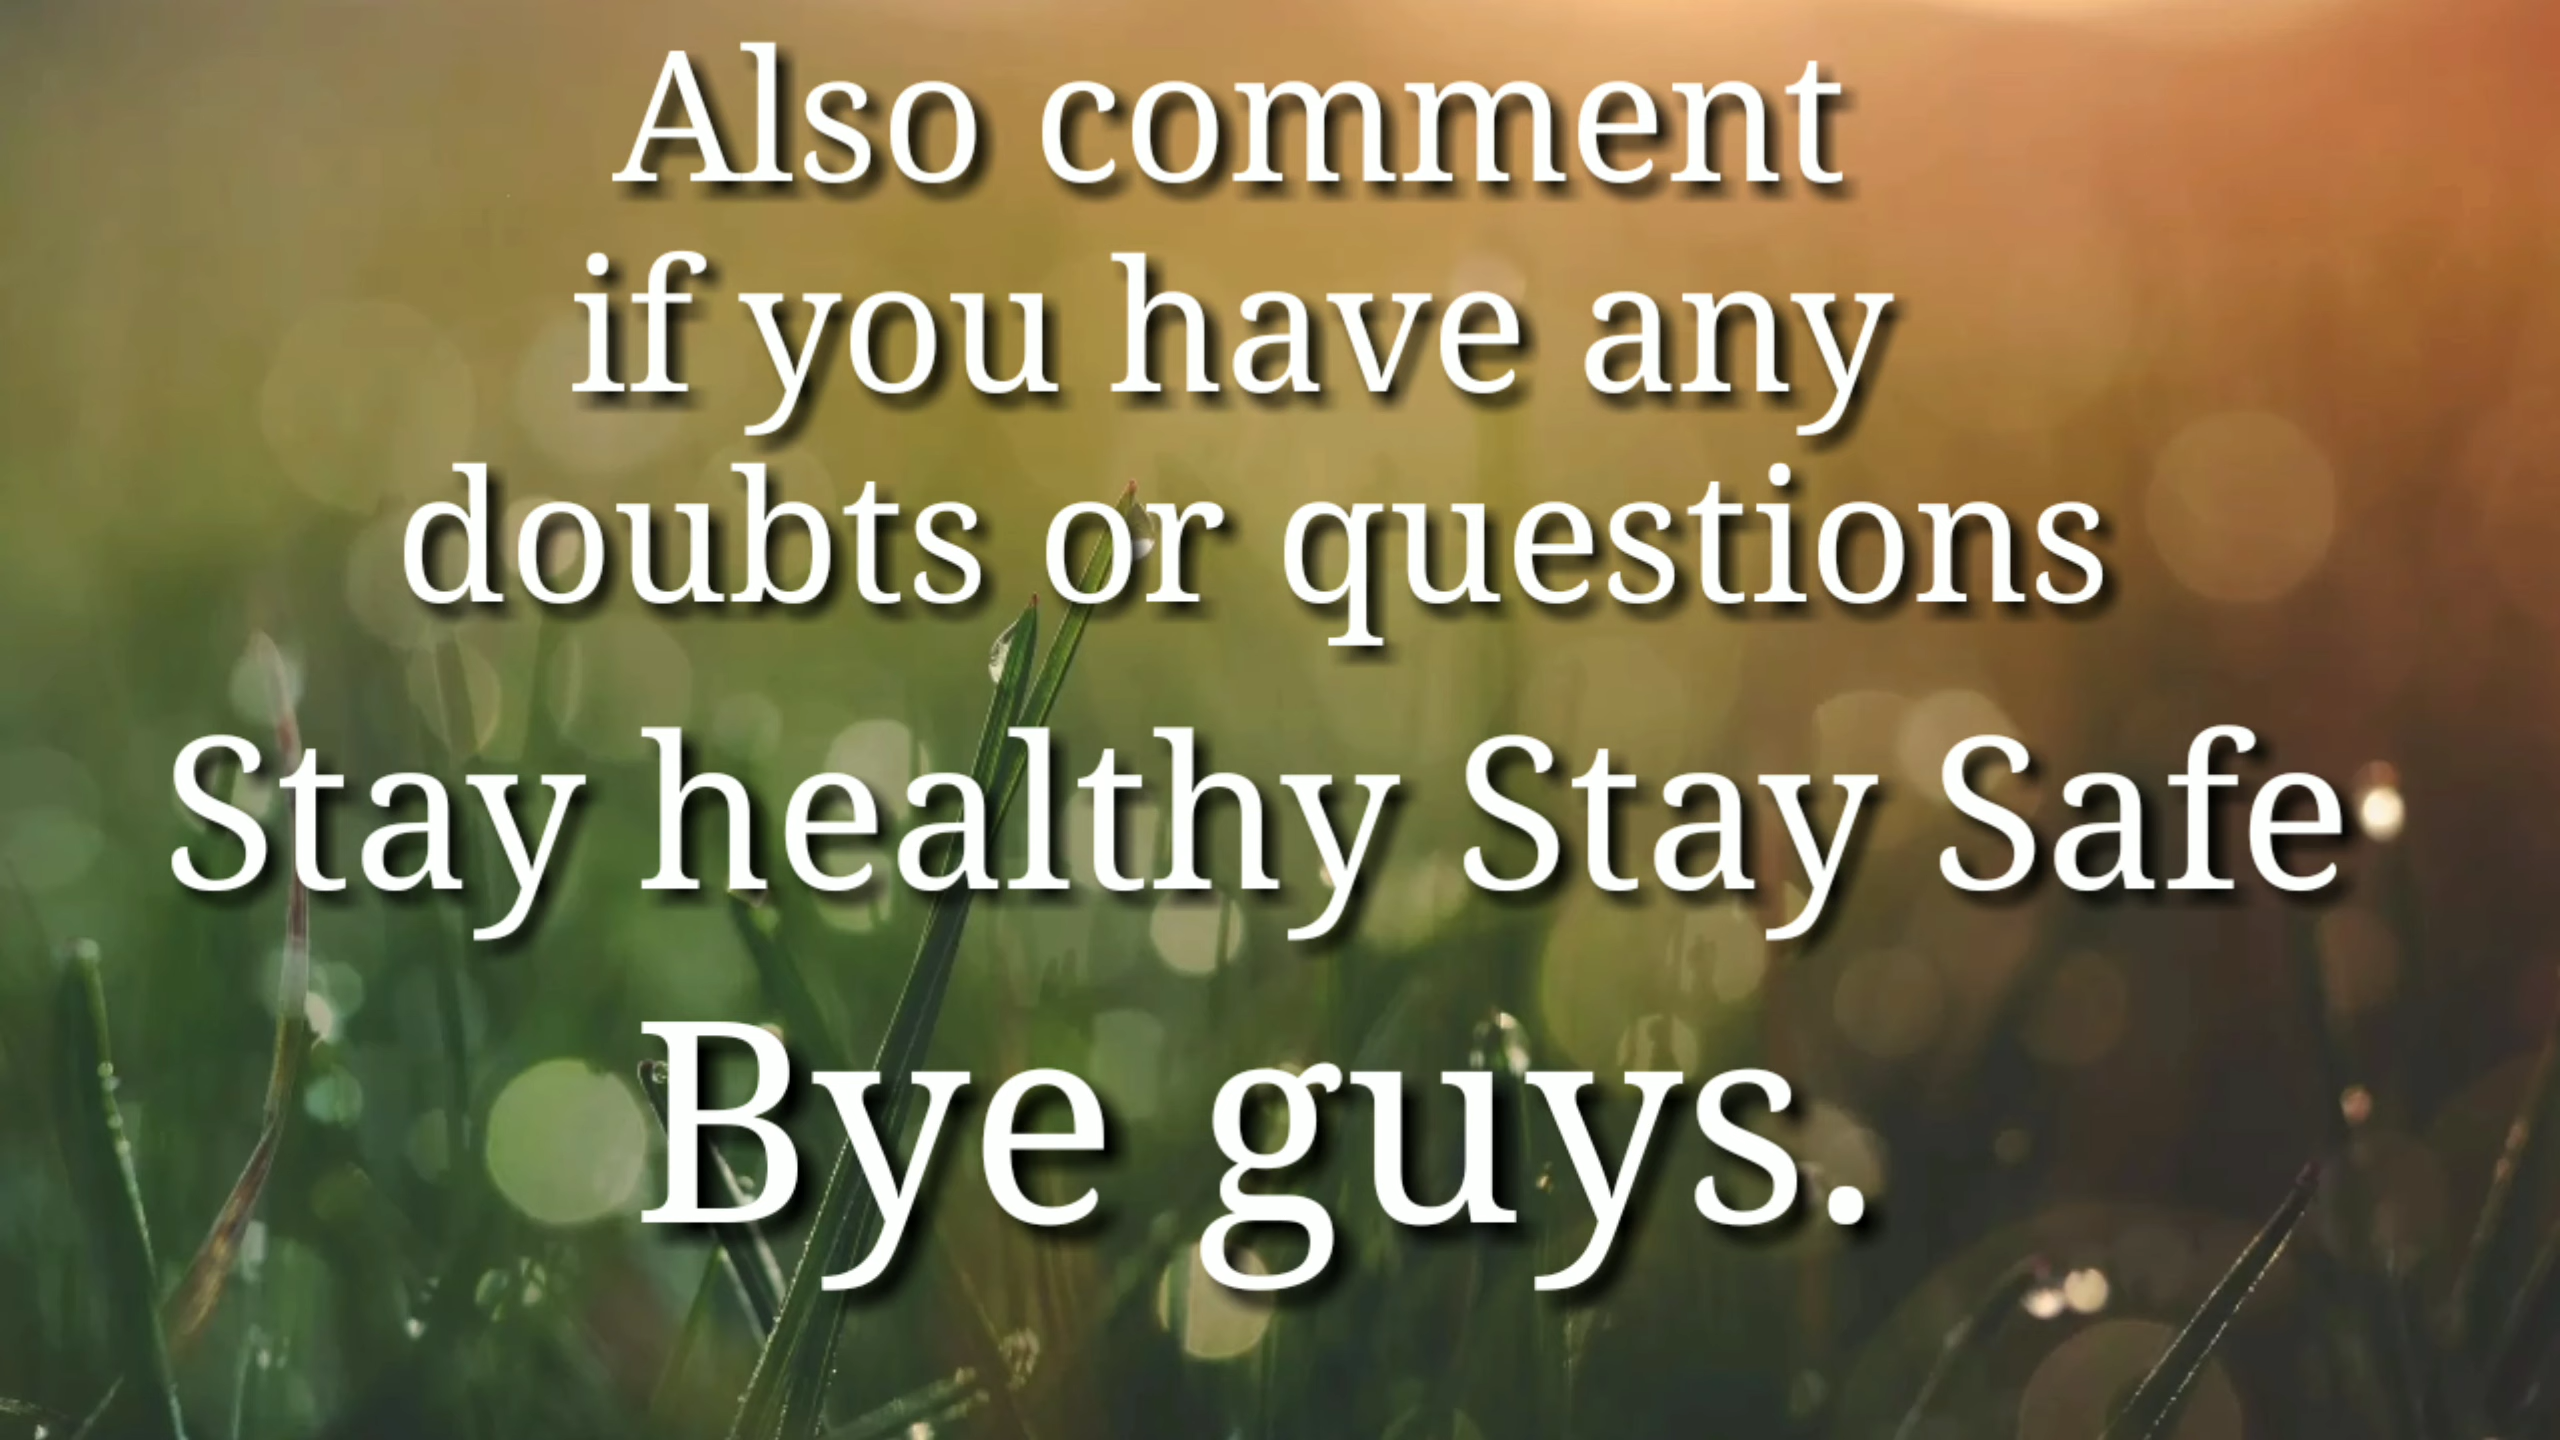 Also comment
if you have any
doubts or questions
Stay healthy Stay Safe
Bye guys.